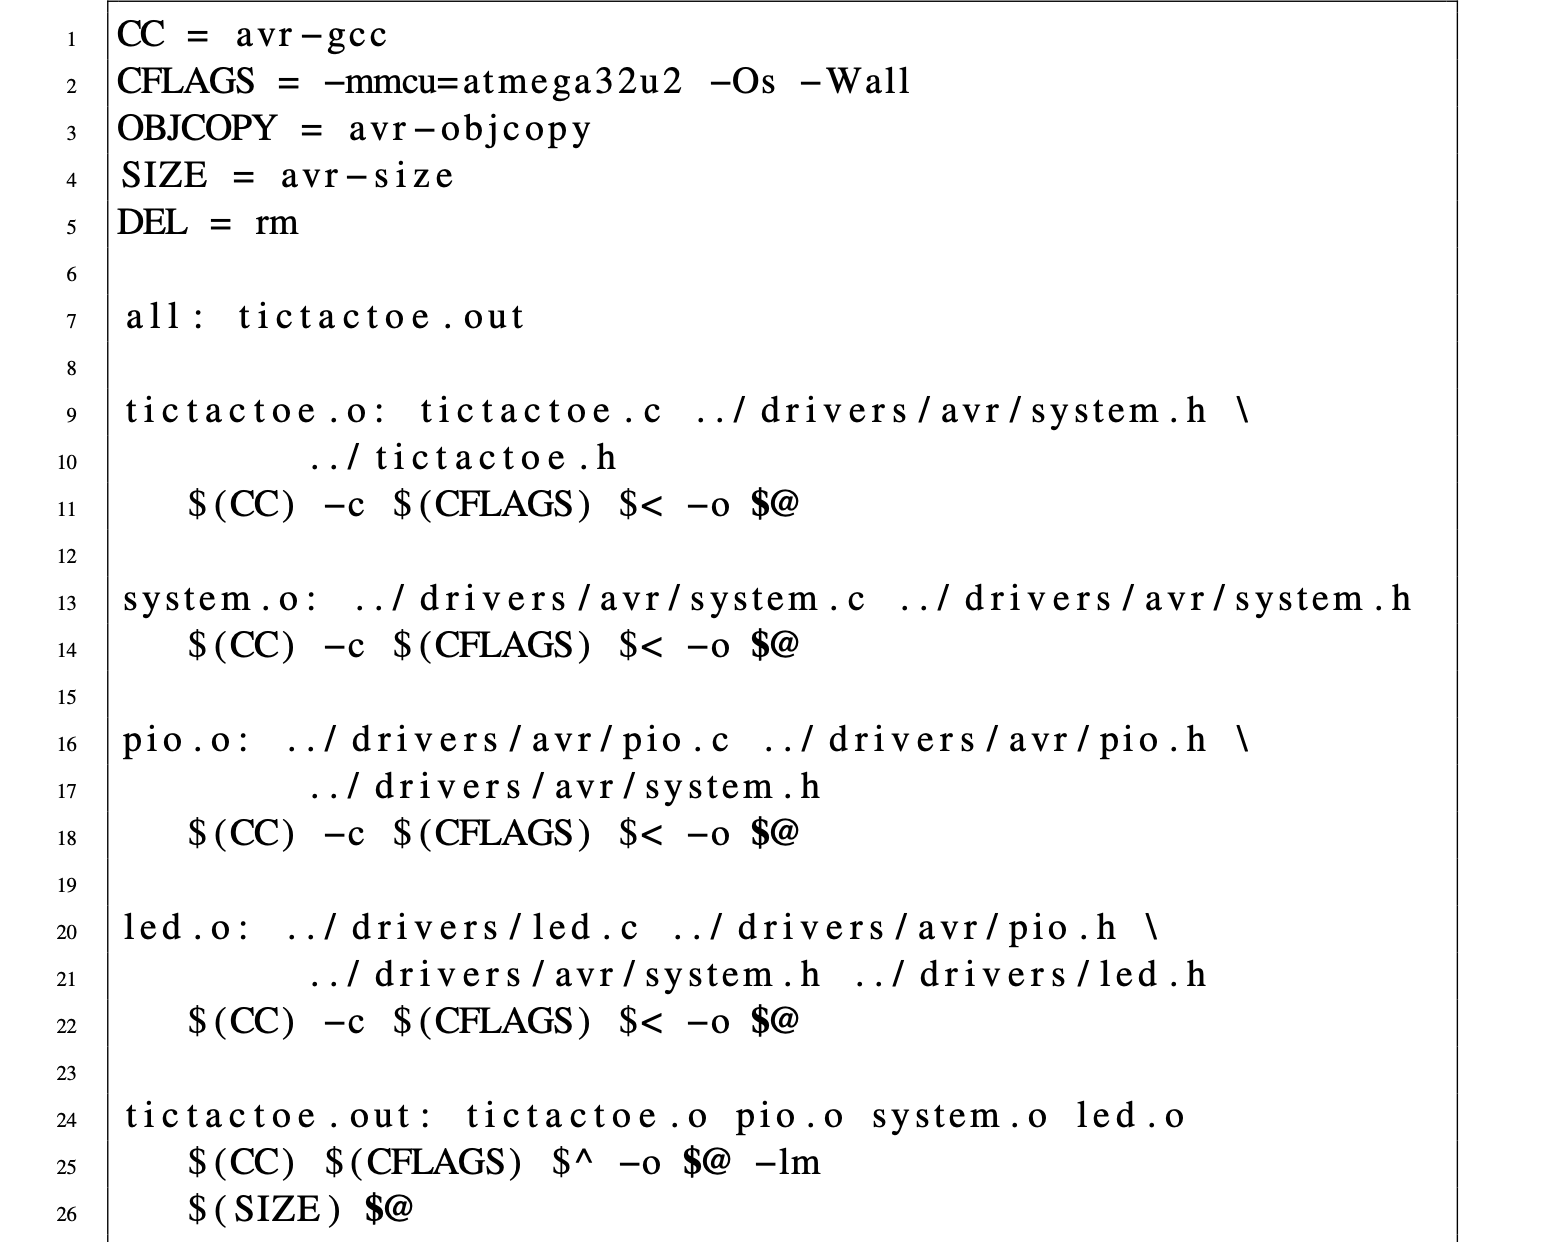 1 CC = avr-gcc
2 CFLAGS = -mmcu=atmega32u2 -Os -Wall
3 OBJCOPY = avr-objcopy
4 SIZE = avr-size
5 DEL = rm
6
7 all: tictactoe.out
8
9 tictactoe.o: tictactoe.c ../drivers/avr/system.h \
10 ../tictactoe.h
11 $(CC) -c $(CFLAGS) $< -o $@
12
13 system.o: ../drivers/avr/system.c ../drivers/avr/system.h
14 $(CC) -c $(CFLAGS) $< -o $@
15
16 pio.o: ../drivers/avr/pio.c ../drivers/avr/pio.h \
17 ../drivers/avr/system.h
18 $(CC) -c $(CFLAGS) $< -o $@
19
20 led.o: ../drivers/led.c ../drivers/avr/pio.h \
21 ../drivers/avr/system.h ../drivers/led.h
22 $(CC) -c $(CFLAGS) $< -o $@
23
24 tictactoe.out: tictactoe.o pio.o system.o led.o
25 $(CC) $(CFLAGS) $^ -o $@ -lm
26 $(SIZE) $@